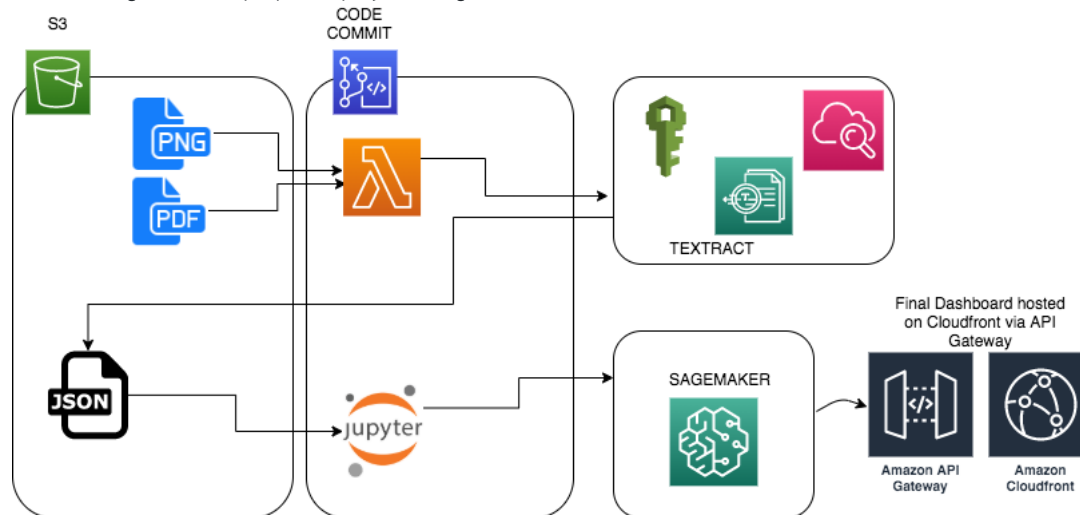 S3
CODE
COMMIT
PNG
PDF
TEXTRACT
Final Dashboard hosted
on Cloudfront via API
Gateway
SAGEMAKER
JSON
jupyter
Amazon API
Gateway
Amazon
Cloudfront